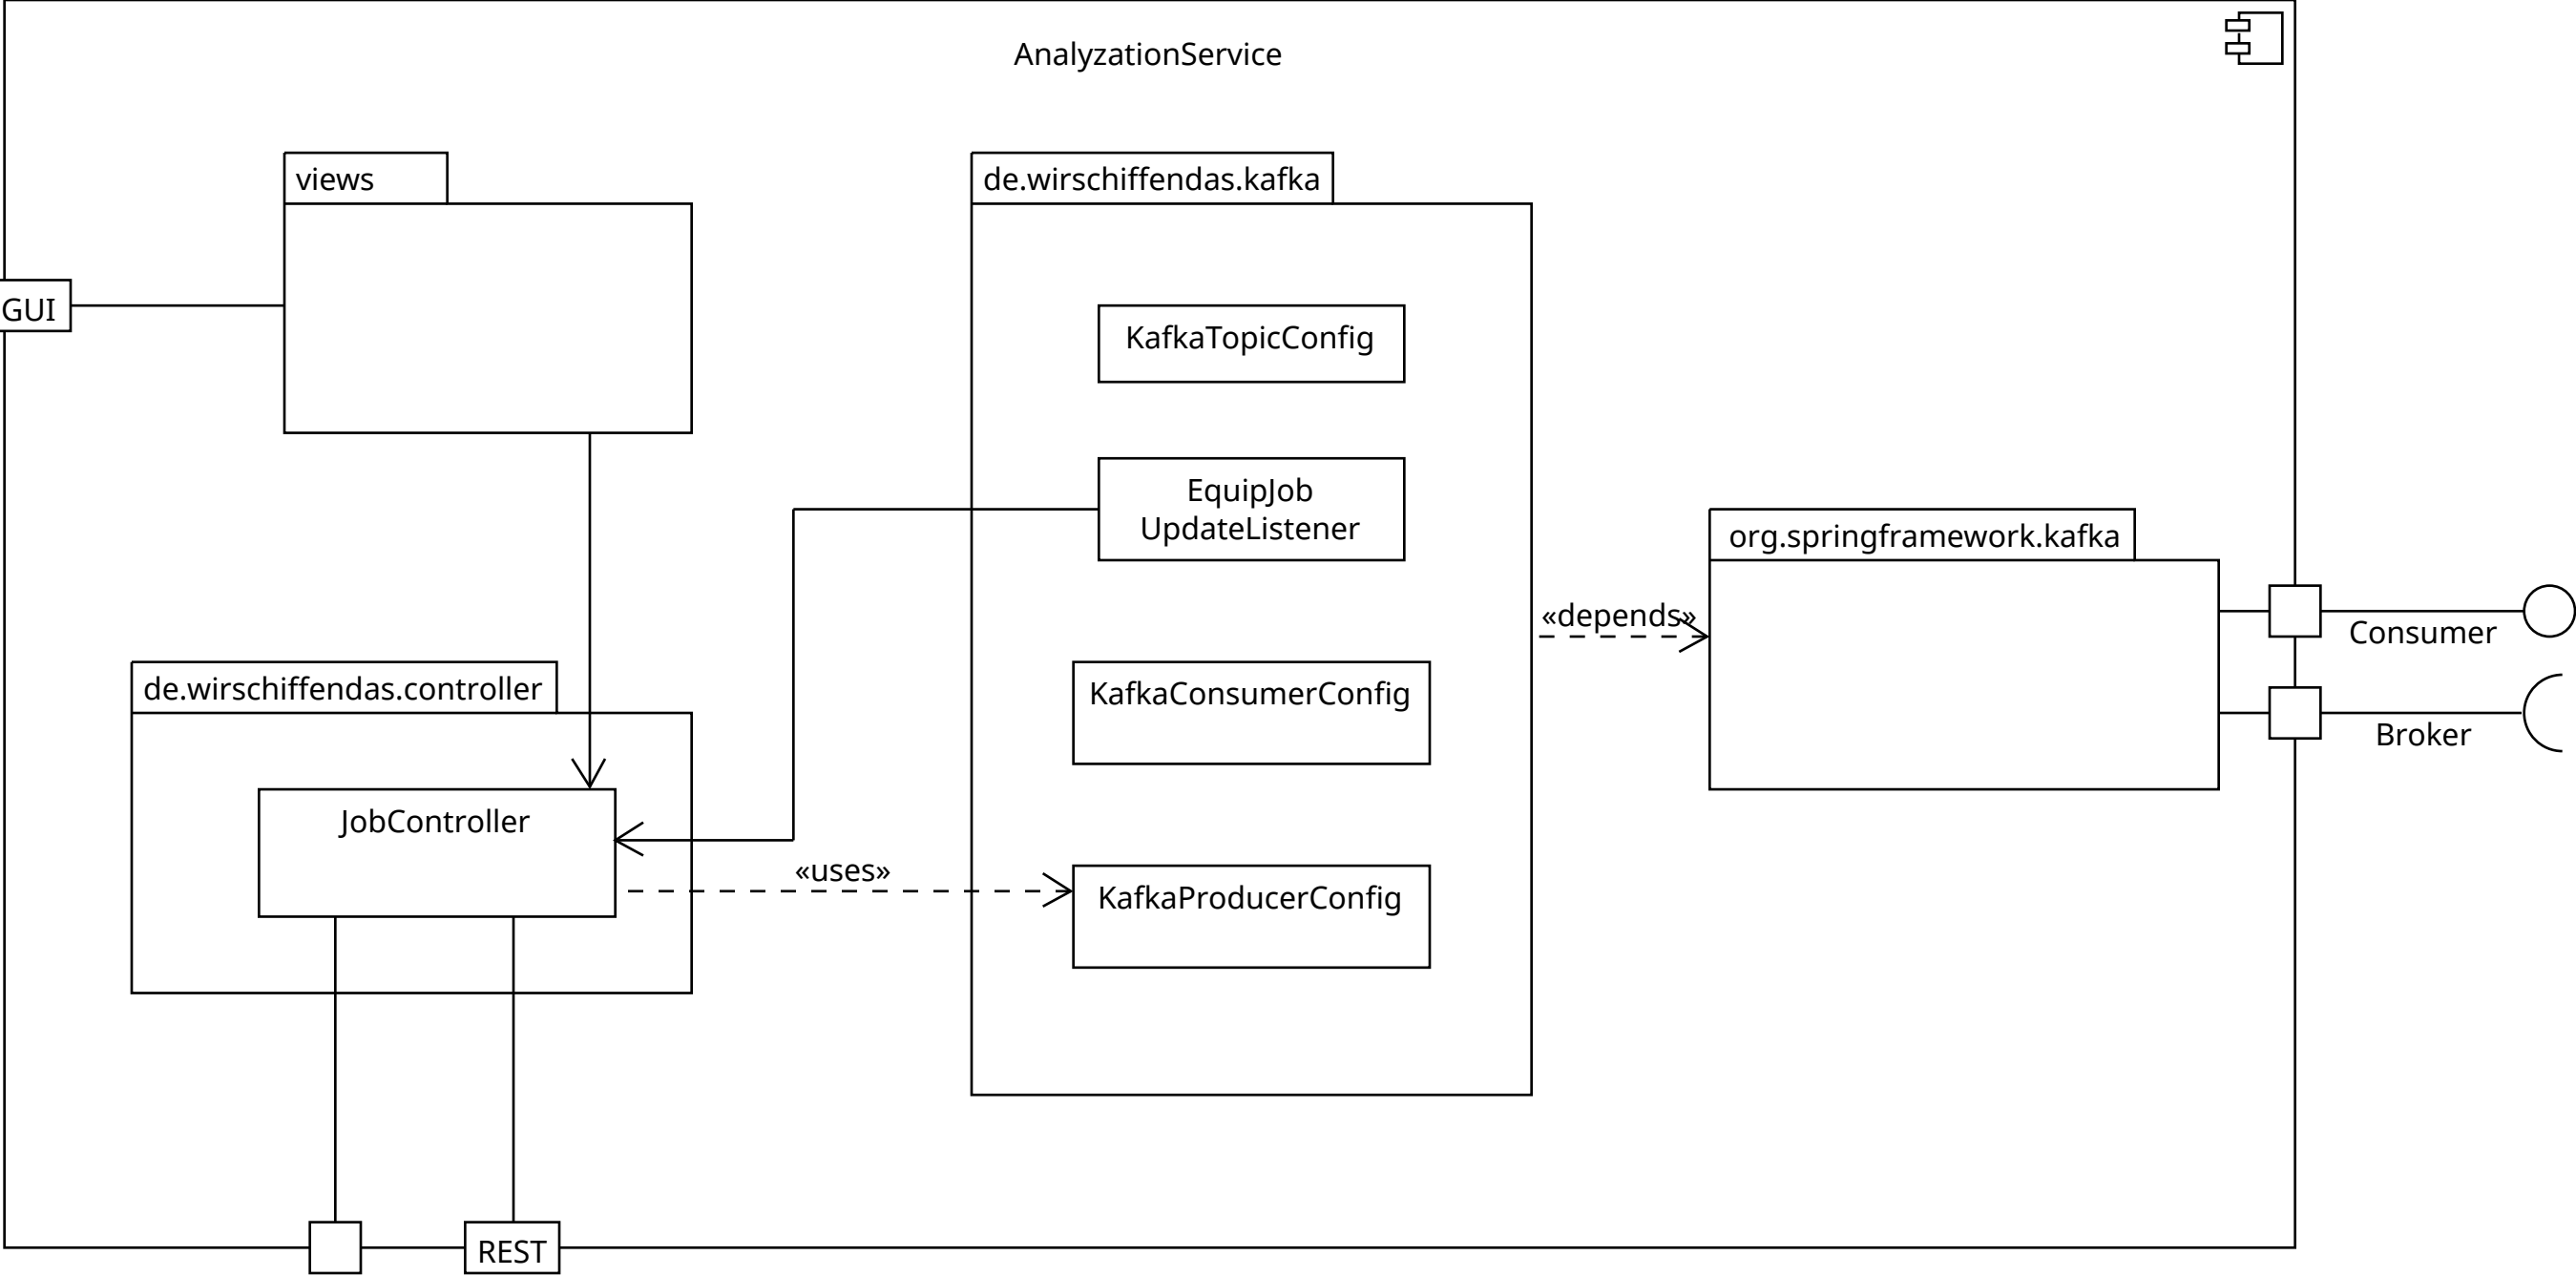 AnalyzationService
views
de.wirschiffendas.kafka
GUI
KafkaTopicConfig
EquipJob
UpdateListener
org.springframework.kafka
«depends»
Consumer
de.wirschiffendas.controller
KafkaConsumerConfig
Broker
JobController
«uses»
KafkaProducerConfig
REST